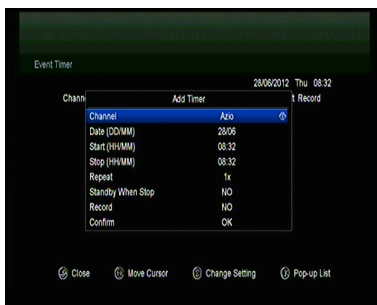 Event Timer
28/06/2012 Thu 08:32
Chann Add Timer t Record
Channel Azio
Date (DD/MM) 28/06
Start (HH/MM) 08:32
Stop (HH/MM) 08:32
Repeat 1x
Standby When Stop NO
Record NO
Confirm OK
Close Move Cursor Change Setting Pop-up List